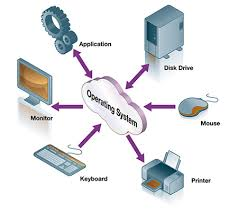 Application
Disk Drive
Operating System
Monitor
Mouse
Keyboard
Printer